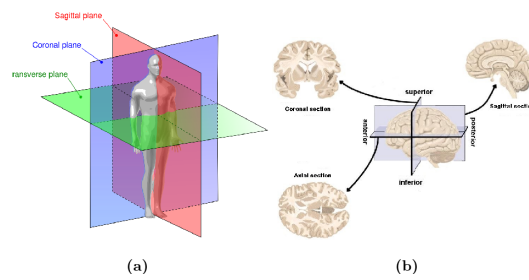 Sagittal plane
Coronal plane
ransverse plane
superior
Coronal section
Sagittal section
anterior
posterior
inferior
Axial section
(a)
(b)